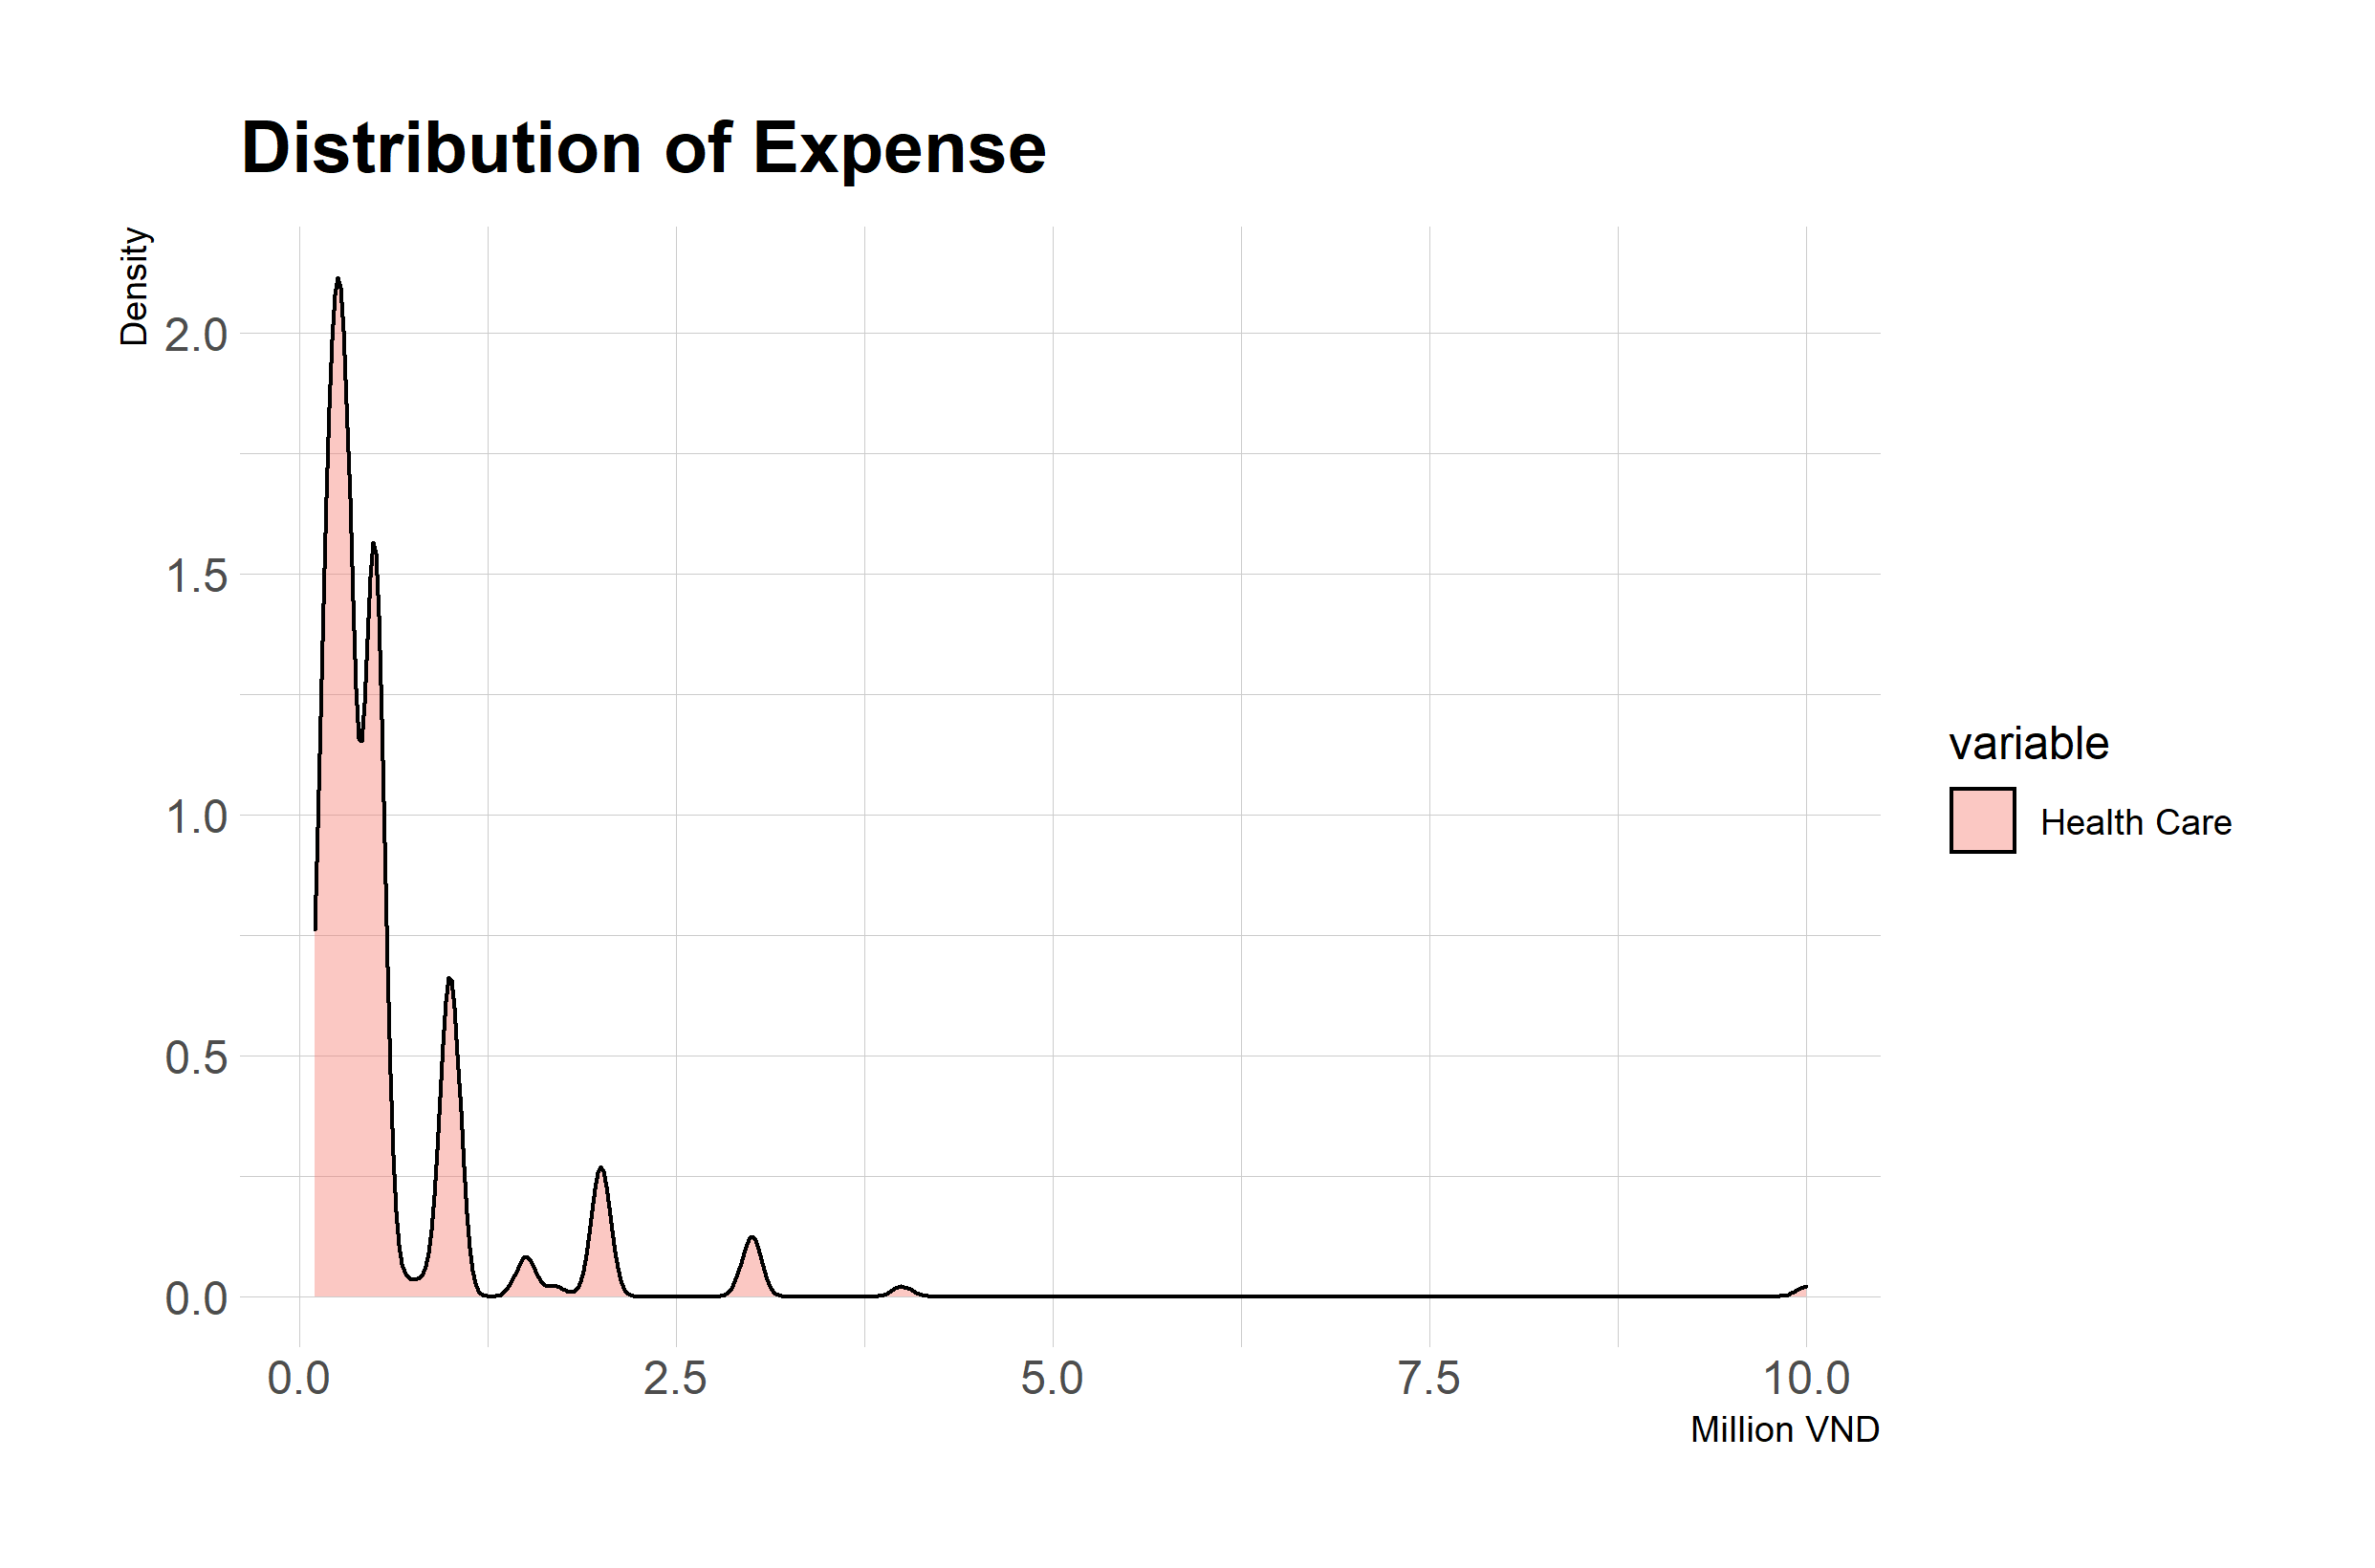 Distribution of Expense
Density
2.0
1.5
1.0
0.5
0.0
0.0 2.5 5.0 7.5 10.0
Million VND
variable
Health Care